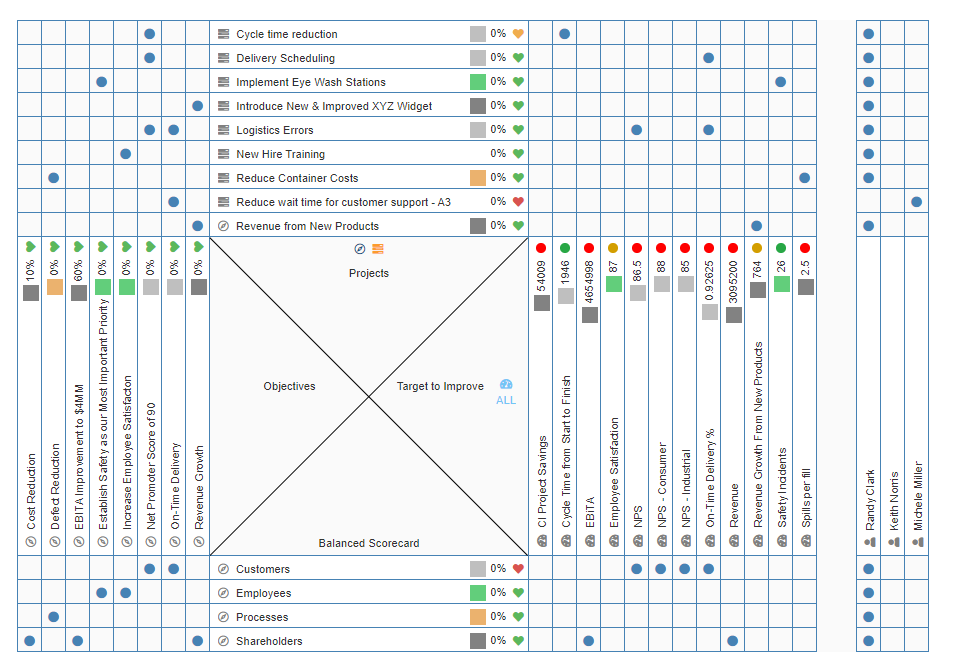 Cycle time reduction 0%
Delivery Scheduling 0%
Implement Eye Wash Stations 0%
Introduce New & Improved XYZ Widget 0%
Logistics Errors 0%
New Hire Training 0%
Reduce Container Costs 0%
Reduce wait time for customer support - A3 0%
Revenue from New Products 0%
Cost Reduction 10%
Defect Reduction 0%
EBITA Improvement to $4MM 60%
Establish Safety as our Most Important Priority 0%
Increase Employee Satisfacton 0%
Net Promoter Score of 90 0%
On-Time Delivery 0%
Revenue Growth 0%
Projects
Objectives
Target to Improve
ALL
Balanced Scorecard
CI Project Savings 54009
Cycle Time from Start to Finish 1946
EBITA 4654998
Employee Satisfaction 87
NPS 86.5
NPS - Consumer 88
NPS - Industrial 85
On-Time Delivery % 0.92625
Revenue 3095200
Revenue Growth From New Products 764
Safety Incidents 26
Spills per fill 2.5
Randy Clark
Keith Norris
Michele Miller
Customers 0%
Employees 0%
Processes 0%
Shareholders 0%